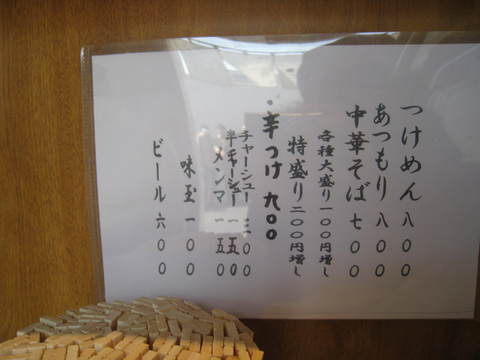 つけめん 八〇〇
あつもり 八〇〇
中華そば 七〇〇
各種大盛り 一〇〇円増し
特盛り 二〇〇円増し
・辛つけ 九〇〇
チャーシュー 三〇〇
半チャーシュー 一五〇
メンマ 一五〇
味玉 一〇〇
ビール 六〇〇